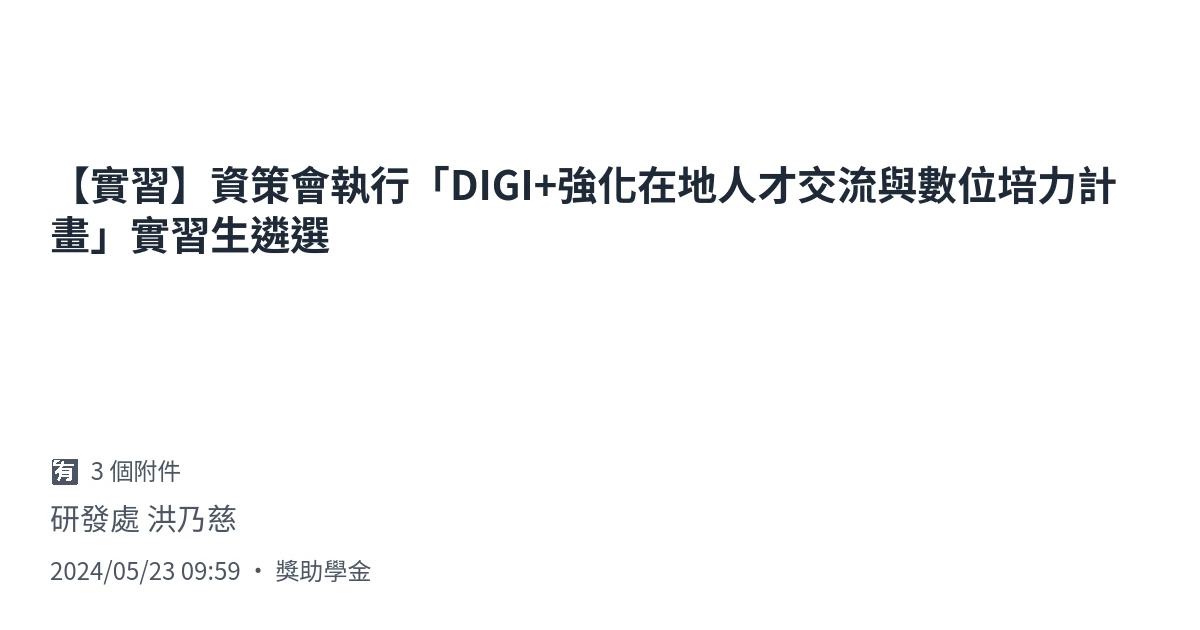 【實習】資策會執行「DIGI+強化在地人才交流與數位培力計
畫」實習生遴選
有 3 個附件
研發處 洪乃慈
2024/05/23 09:59 · 獎助學金